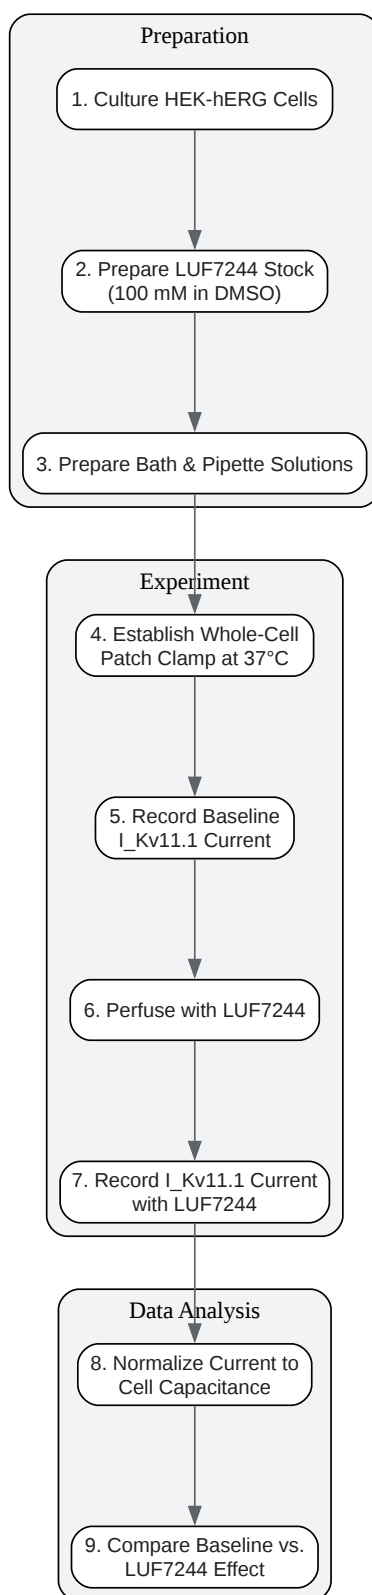 Preparation
1. Culture HEK-hERG Cells
2. Prepare LUF7244 Stock
(100 mM in DMSO)
3. Prepare Bath & Pipette Solutions
Experiment
4. Establish Whole-Cell
Patch Clamp at 37°C
5. Record Baseline
I_Kv11.1 Current
6. Perfuse with LUF7244
7. Record I_Kv11.1 Current
with LUF7244
Data Analysis
8. Normalize Current to
Cell Capacitance
9. Compare Baseline vs.
LUF7244 Effect